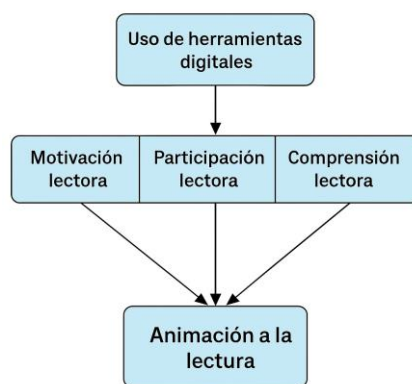 Uso de herramientas
digitales
Motivación
lectora
Participación
lectora
Comprensión
lectora
Animación a la
lectura